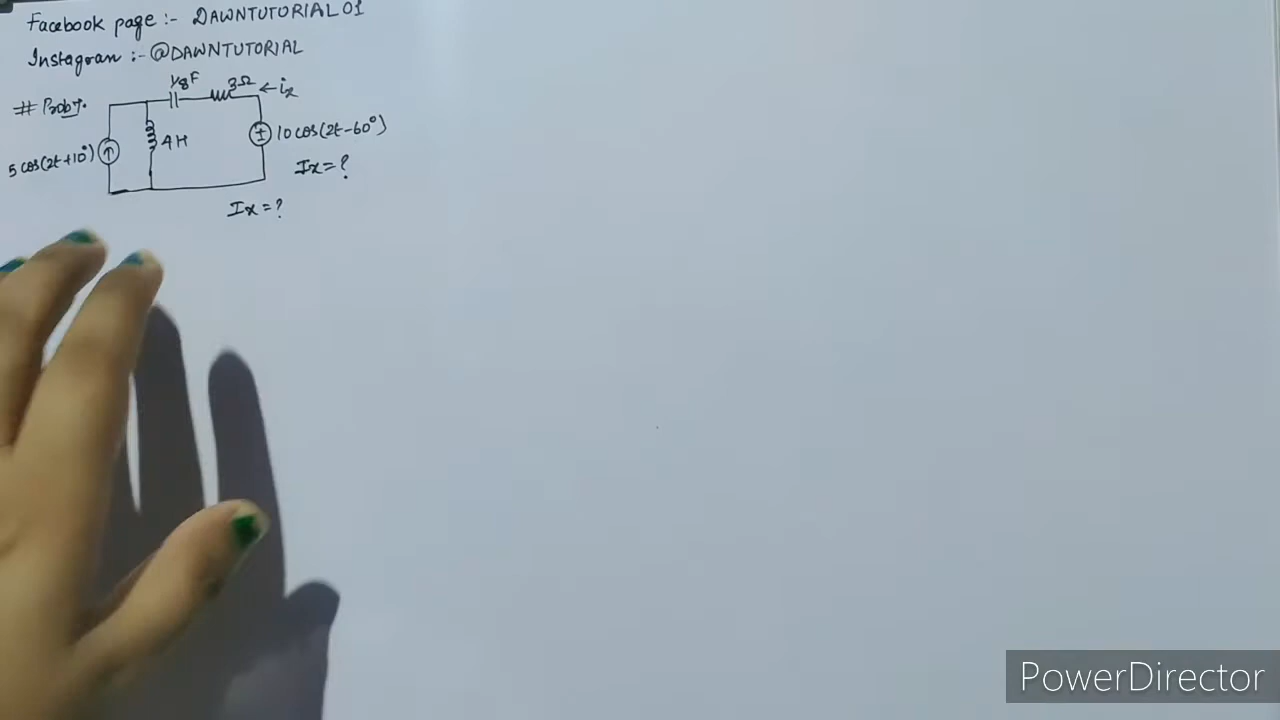 Facebook page :- DAWNTUTORIAL01
Instagram :- @DAWNTUTORIAL
# Prob7.
1/8F
3Ω
←ix
5cos(2t+10°)
4H
10cos(2t-60°)
Ix=?
Ix=?
PowerDirector